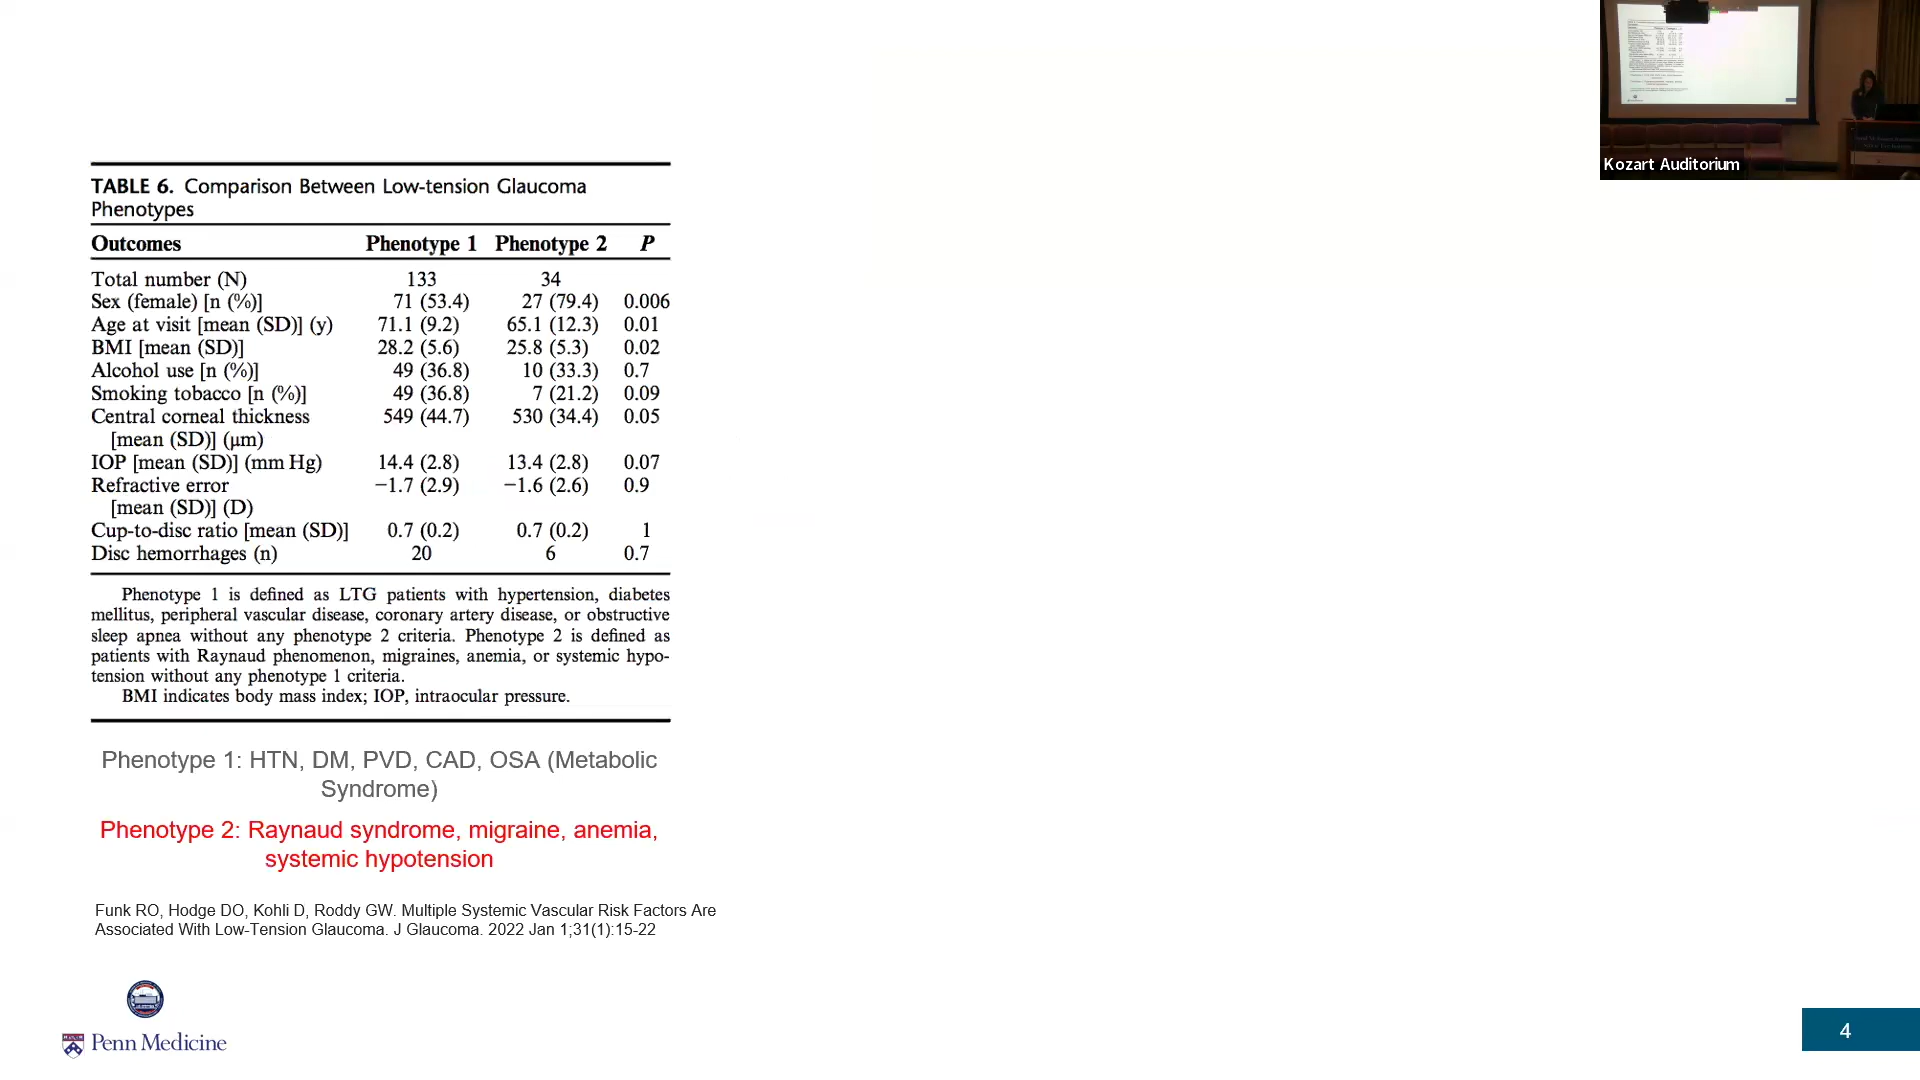 Kozart Auditorium
TABLE 6. Comparison Between Low-tension Glaucoma
Phenotypes
Outcomes Phenotype 1 Phenotype 2 P
Total number (N) 133 34
Sex (female) [n (%)] 71 (53.4) 27 (79.4) 0.006
Age at visit [mean (SD)] (y) 71.1 (9.2) 65.1 (12.3) 0.01
BMI [mean (SD)] 28.2 (5.6) 25.8 (5.3) 0.02
Alcohol use [n (%)] 49 (36.8) 10 (33.3) 0.7
Smoking tobacco [n (%)] 49 (36.8) 7 (21.2) 0.09
Central corneal thickness 549 (44.7) 530 (34.4) 0.05
[mean (SD)] (μm)
IOP [mean (SD)] (mm Hg) 14.4 (2.8) 13.4 (2.8) 0.07
Refractive error −1.7 (2.9) −1.6 (2.6) 0.9
[mean (SD)] (D)
Cup-to-disc ratio [mean (SD)] 0.7 (0.2) 0.7 (0.2) 1
Disc hemorrhages (n) 20 6 0.7
Phenotype 1 is defined as LTG patients with hypertension, diabetes
mellitus, peripheral vascular disease, coronary artery disease, or obstructive
sleep apnea without any phenotype 2 criteria. Phenotype 2 is defined as
patients with Raynaud phenomenon, migraines, anemia, or systemic hypo-
tension without any phenotype 1 criteria.
BMI indicates body mass index; IOP, intraocular pressure.
Phenotype 1: HTN, DM, PVD, CAD, OSA (Metabolic
Syndrome)
Phenotype 2: Raynaud syndrome, migraine, anemia,
systemic hypotension
Funk RO, Hodge DO, Kohli D, Roddy GW. Multiple Systemic Vascular Risk Factors Are
Associated With Low-Tension Glaucoma. J Glaucoma. 2022 Jan 1;31(1):15-22
Penn Medicine
4